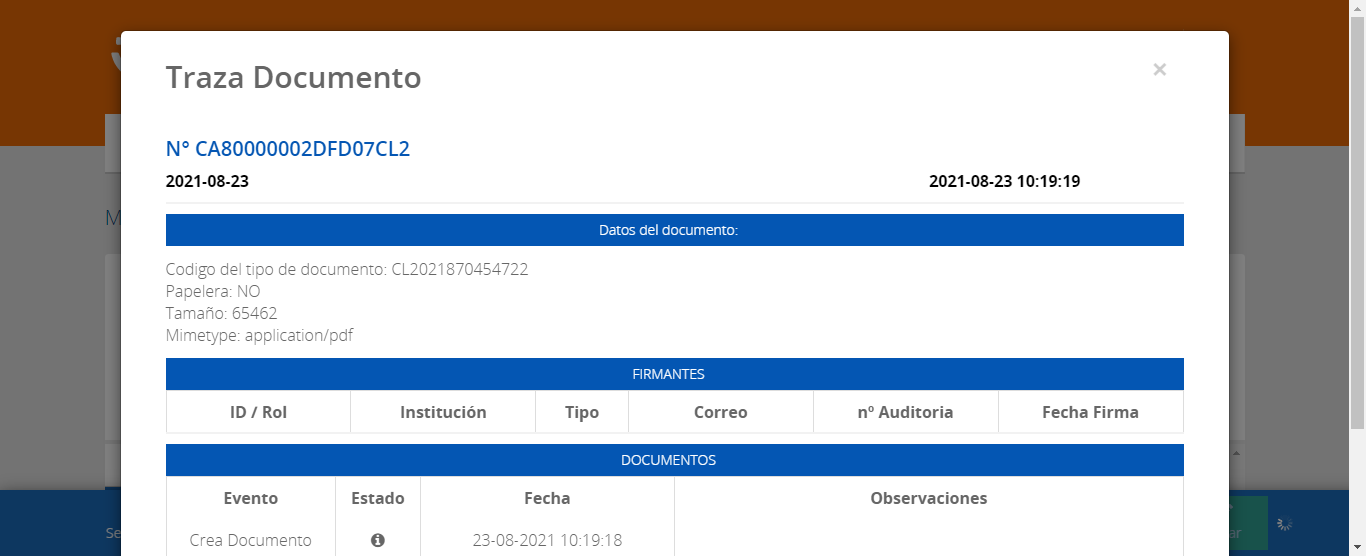 Traza Documento ×
N° CA80000002DFD07CL2
2021-08-23 2021-08-23 10:19:19
Datos del documento:
Codigo del tipo de documento: CL2021870454722
Papelera: NO
Tamaño: 65462
Mimetype: application/pdf
FIRMANTES
ID / Rol Institución Tipo Correo nº Auditoria Fecha Firma
DOCUMENTOS
Evento Estado Fecha Observaciones
Crea Documento 23-08-2021 10:19:18